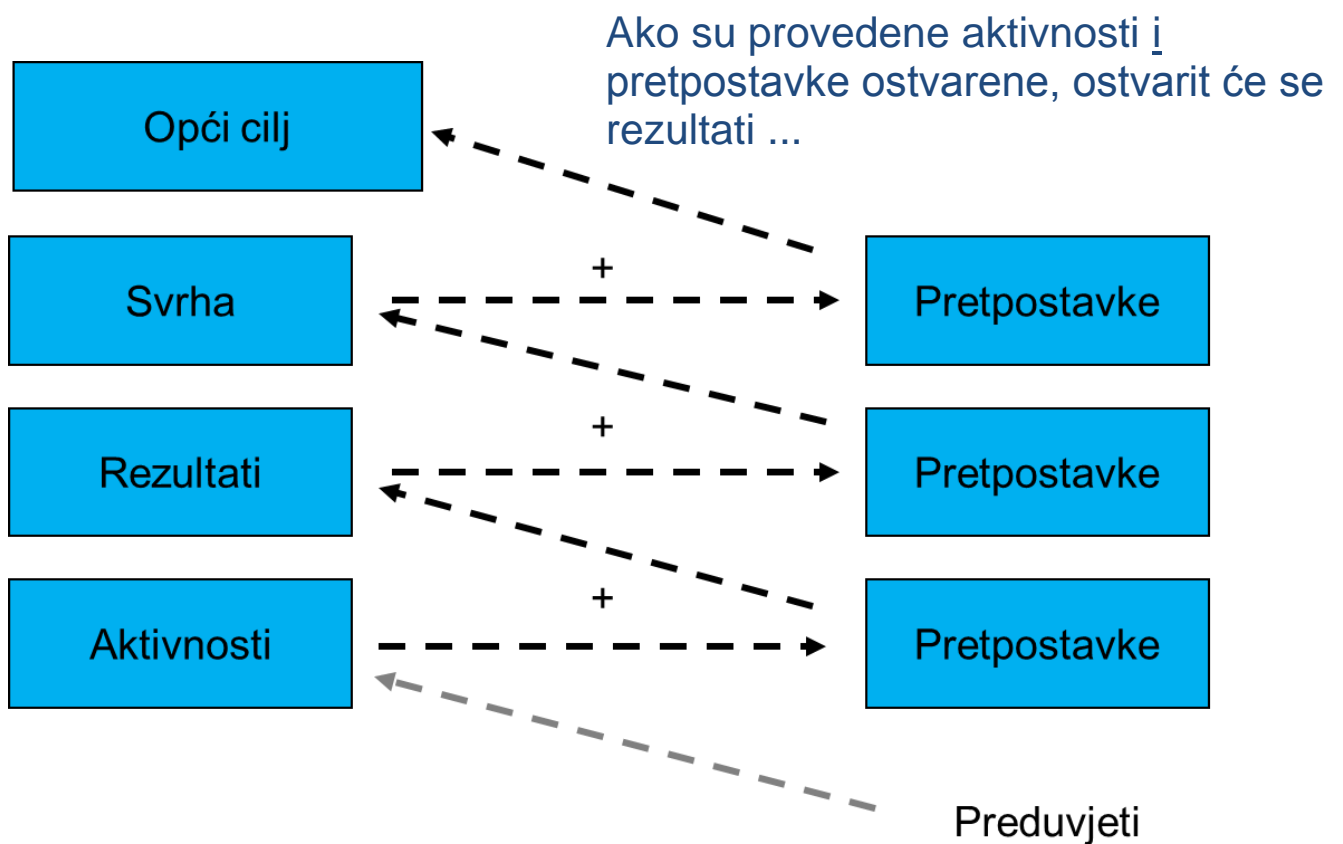 Ako su provedene aktivnosti i
pretpostavke ostvarene, ostvarit će se
rezultati ...
Opći cilj
Svrha
+
Pretpostavke
Rezultati
+
Pretpostavke
Aktivnosti
+
Pretpostavke
Preduvjeti